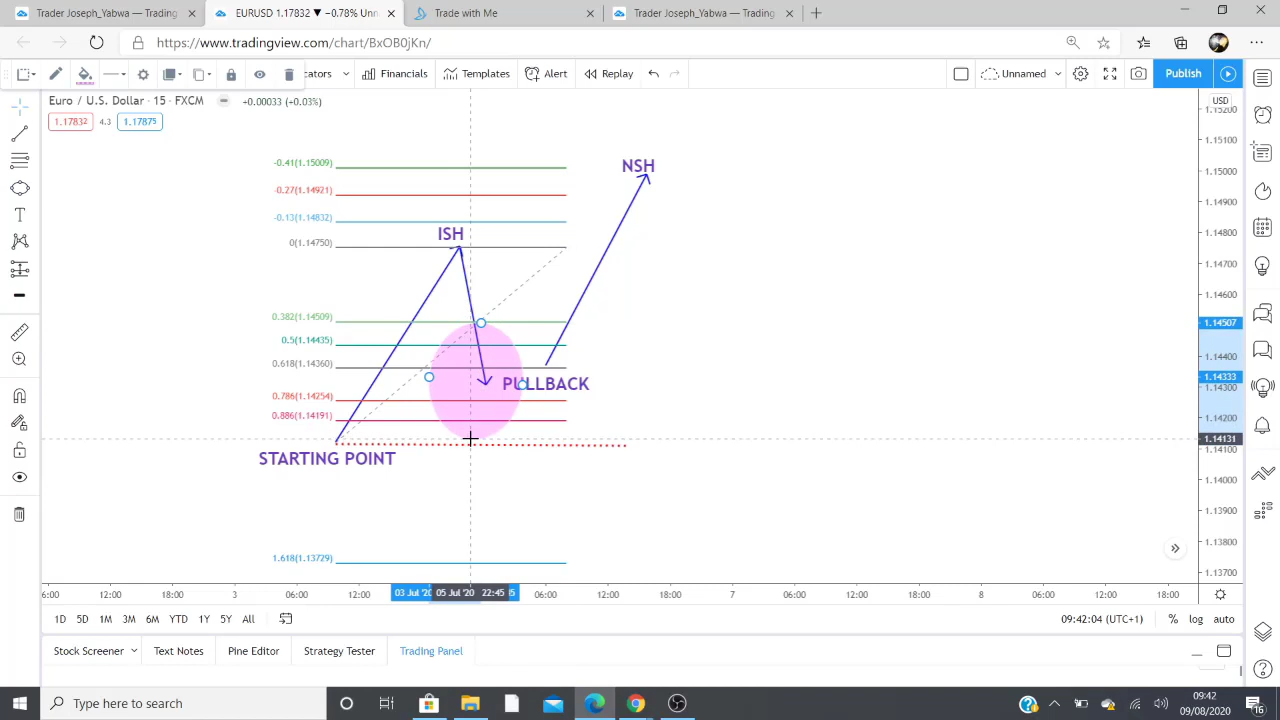 Trader Joseph_Yabwa — Trading
EURUSD 1.17832 ▼ −0.78% Unn
Trade with Me
Trader Joseph_Yabwa — Trading
https://www.tradingview.com/chart/BxOB0jKn/
ators
Financials
Templates
Alert
Replay
Unnamed
Publish
Euro / U.S. Dollar · 15 · FXCM
+0.00033 (+0.03%)
1.17832
4.3
1.17875
USD
1.15200
1.15100
1.15000
1.14900
1.14800
1.14700
1.14600
1.14507
1.14400
1.14333
1.14300
1.14200
1.14131
1.14100
1.14000
1.13900
1.13800
1.13700
-0.41(1.15009)
-0.27(1.14921)
-0.13(1.14832)
0(1.14750)
0.382(1.14509)
0.5(1.14435)
0.618(1.14360)
0.786(1.14254)
0.886(1.14191)
1.618(1.13729)
NSH
ISH
PULLBACK
STARTING POINT
6:00 12:00 18:00 3 06:00 12:00 03 Jul '20 05 Jul '20 22:45 06:00 12:00 18:00 7 06:00 12:00 18:00 8 06:00 12:00 18:00
1D 5D 1M 3M 6M YTD 1Y 5Y All
09:42:04 (UTC+1) % log auto
Stock Screener
Text Notes
Pine Editor
Strategy Tester
Trading Panel
Type here to search
09:42
09/08/2020
16